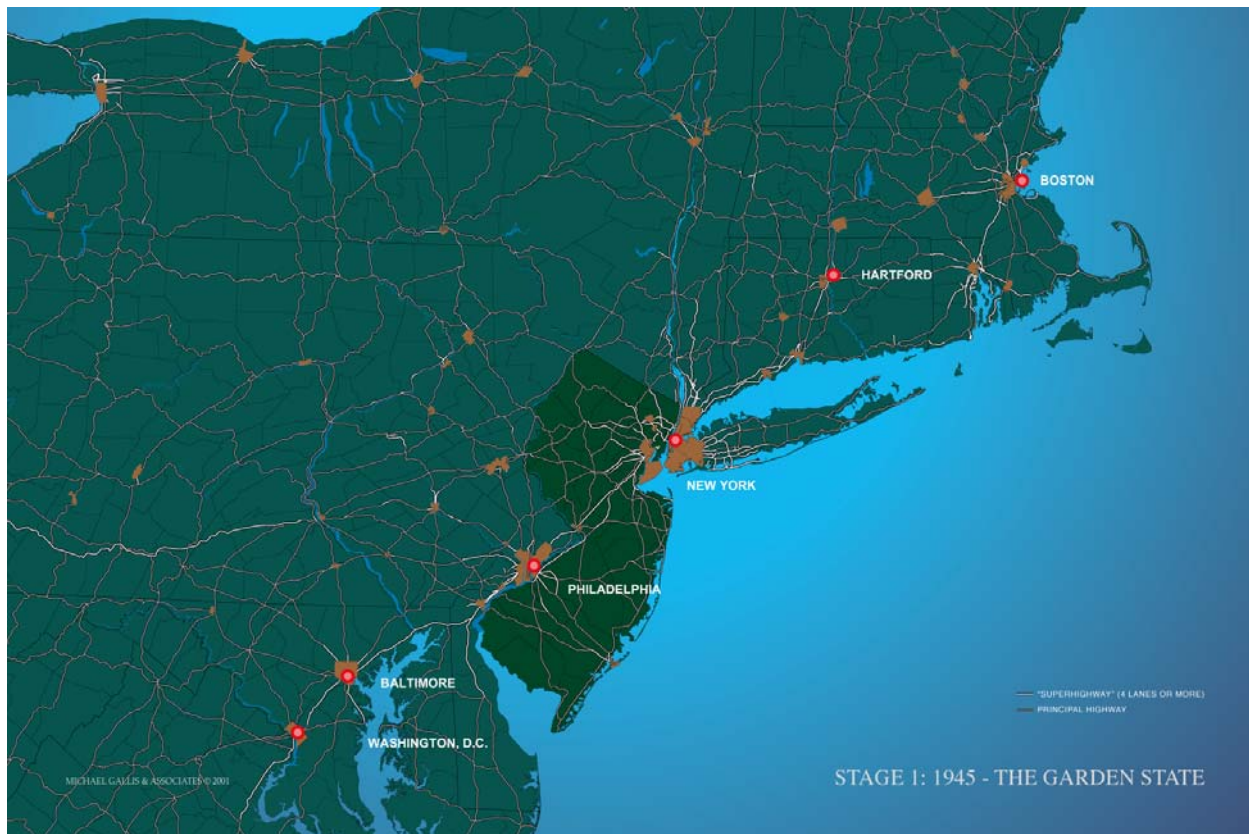 BOSTON
HARTFORD
NEW YORK
PHILADELPHIA
BALTIMORE
WASHINGTON, D.C.
"SUPERHIGHWAY" (4 LANES OR MORE)
PRINCIPAL HIGHWAY
MICHAEL GALLIS & ASSOCIATES © 2001
STAGE 1: 1945 - THE GARDEN STATE